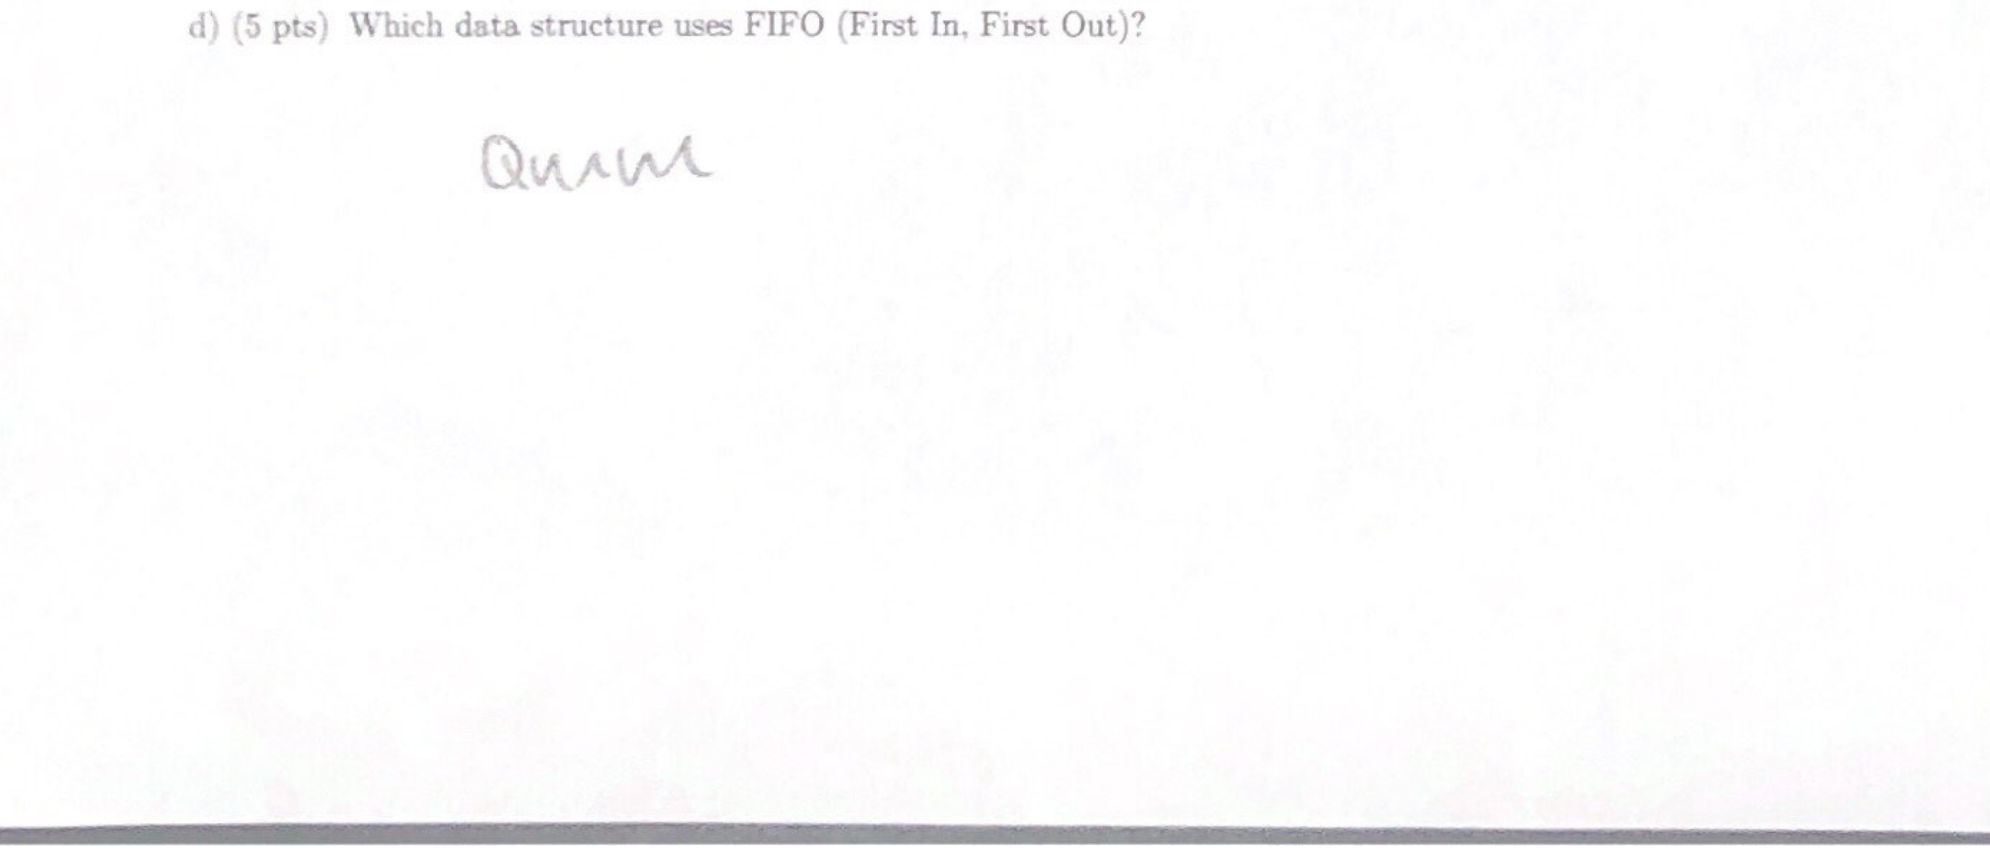 d) (5 pts) Which data structure uses FIFO (First In, First Out)?
Queue